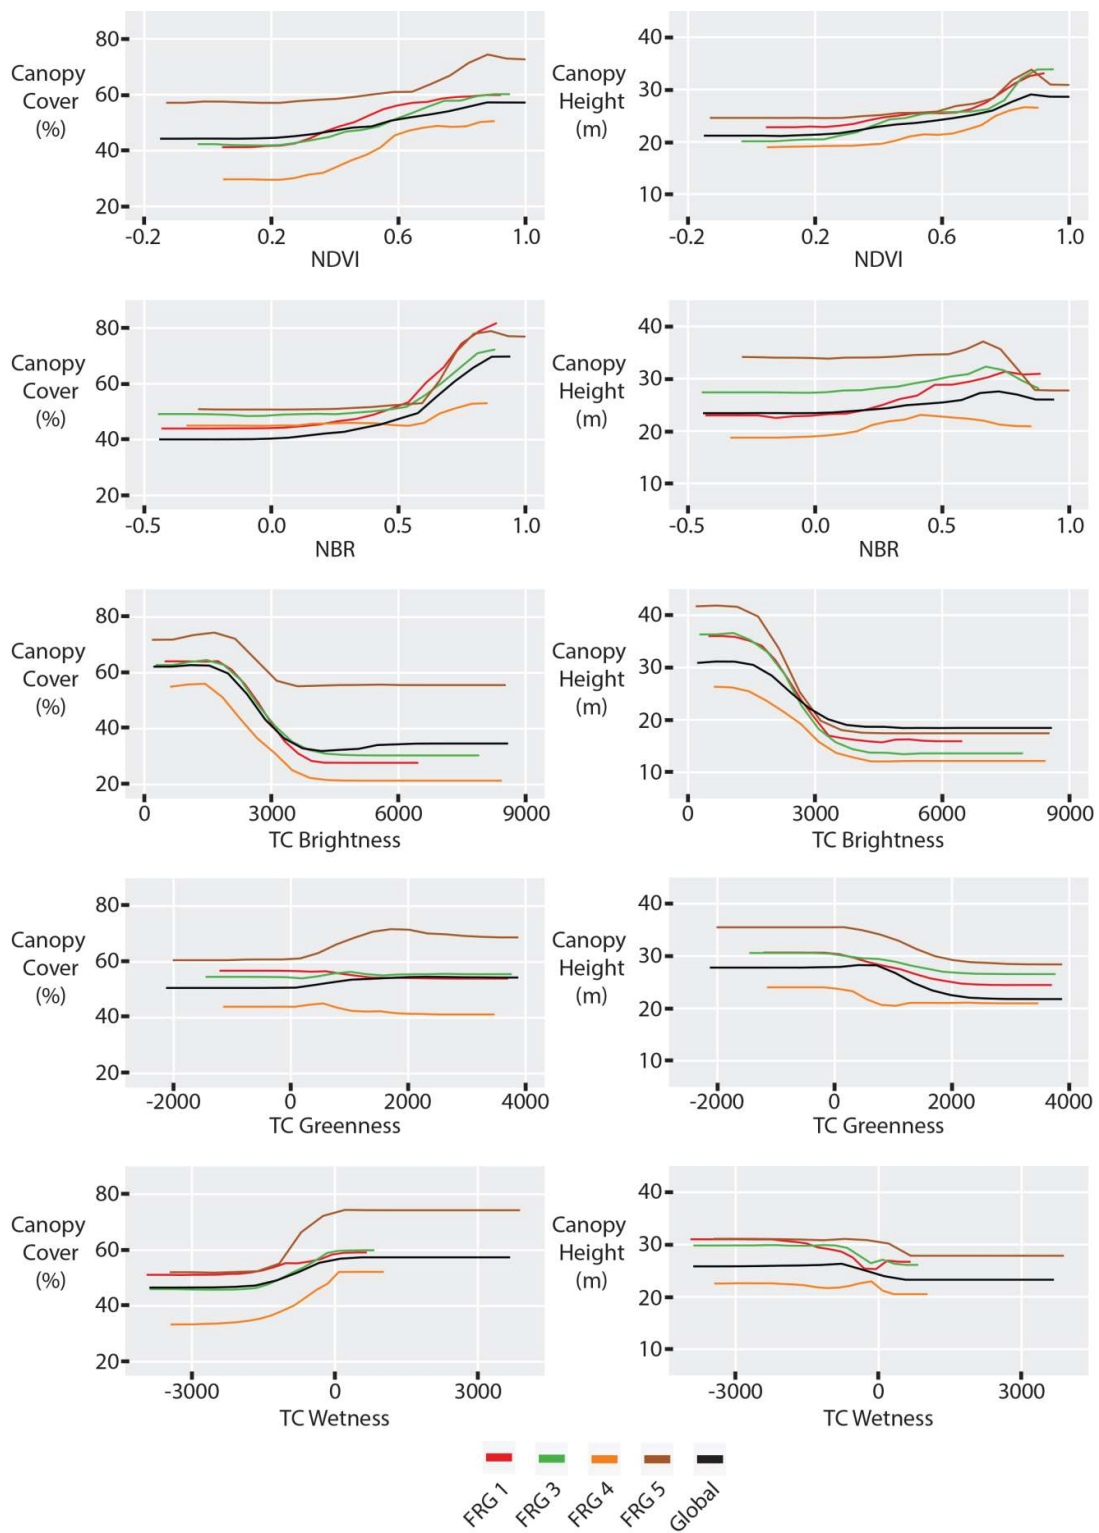 80
60
40
20
Canopy
Cover
(%)
-0.2 0.2 0.6 1.0
NDVI
40
30
20
10
Canopy
Height
(m)
-0.2 0.2 0.6 1.0
NDVI
80
60
40
20
Canopy
Cover
(%)
-0.5 0.0 0.5 1.0
NBR
40
30
20
10
Canopy
Height
(m)
-0.5 0.0 0.5 1.0
NBR
80
60
40
20
Canopy
Cover
(%)
0 3000 6000 9000
TC Brightness
40
30
20
10
Canopy
Height
(m)
0 3000 6000 9000
TC Brightness
80
60
40
20
Canopy
Cover
(%)
-2000 0 2000 4000
TC Greenness
40
30
20
10
Canopy
Height
(m)
-2000 0 2000 4000
TC Greenness
80
60
40
20
Canopy
Cover
(%)
-3000 0 3000
TC Wetness
40
30
20
10
Canopy
Height
(m)
-3000 0 3000
TC Wetness
FRG 1
FRG 3
FRG 4
FRG 5
Global